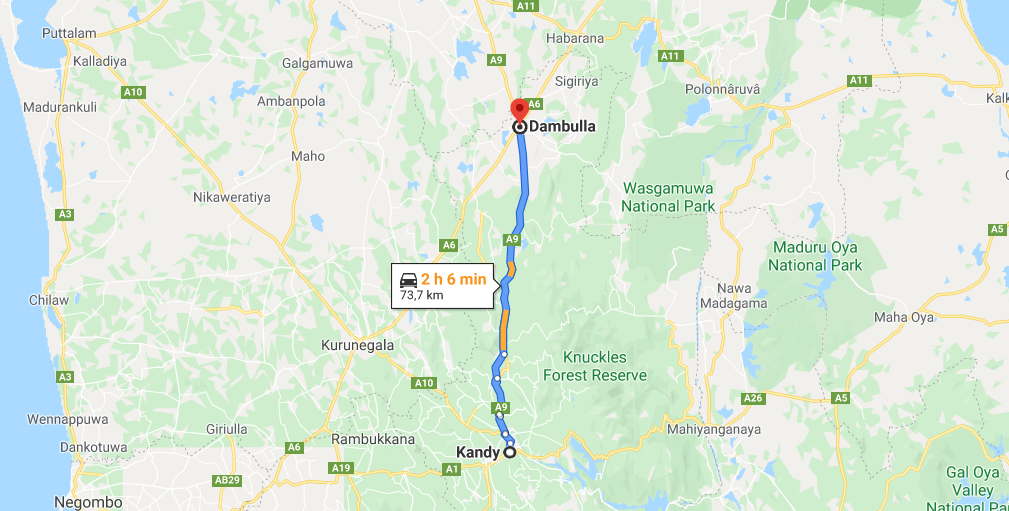 A11
Puttalam
Habarana
Maho
Kalladiya
A9
A11
Galgamuwa
Sigiriya
A11
A10
Polonnâruvâ
Madurankuli
Ambanpola
A6
Dambulla
Maho
Wasgamuwa
National Park
Nikaweratiya
A3
A9
A6
A5
Maduru Oya
National Park
2 h 6 min
73,7 km
Nawa
Madagama
Chilaw
Maha Oya
Kurunegala
Knuckles
Forest Reserve
A3
A10
A26
A5
A9
Wennappuwa
Giriulla
Mahiyanganaya
Rambukkana
Dankotuwa
A6
Kandy
A19
A1
AB29
Gal Oya
Valley
Negombo